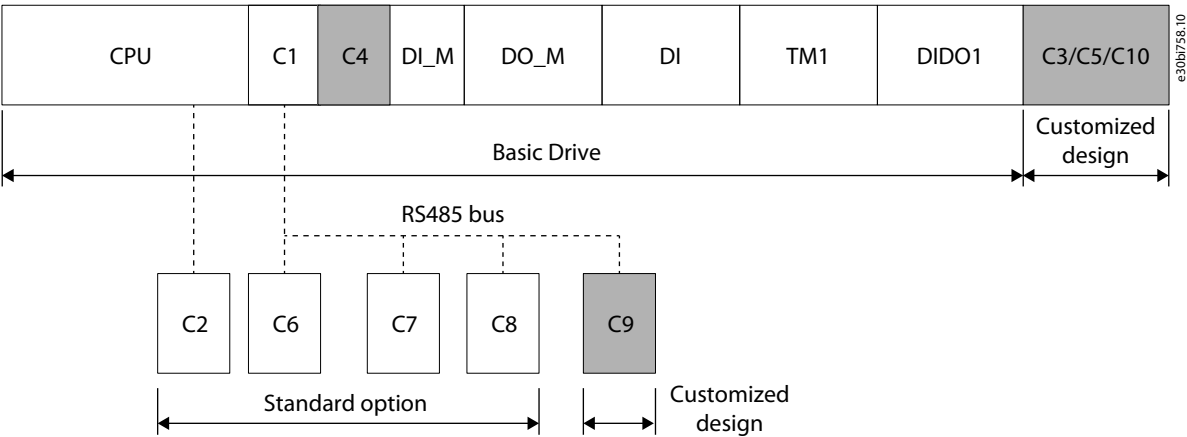 CPU
C1
C4
DI_M
DO_M
DI
TM1
DIDO1
C3/C5/C10
e30bi758.10
Basic Drive
Customized
design
RS485 bus
C2
C6
C7
C8
C9
Standard option
Customized
design